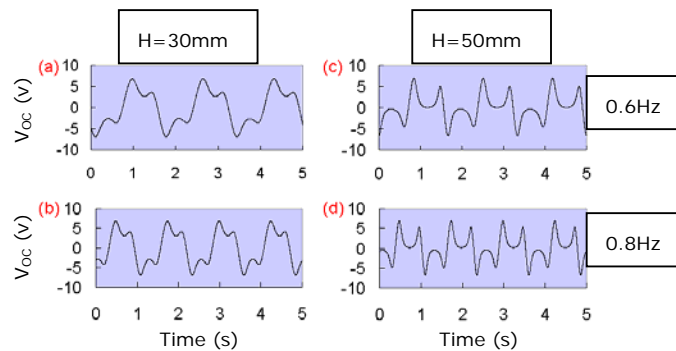 H=30mm H=50mm
(a) (c)
V_OC (v) 10 5 0 -5 -10 10 5 0 -5 -10 0.6Hz
0 1 2 3 4 5 0 1 2 3 4 5
(b) (d)
V_OC (v) 10 5 0 -5 -10 10 5 0 -5 -10 0.8Hz
0 1 2 3 4 5 0 1 2 3 4 5
Time (s) Time (s)